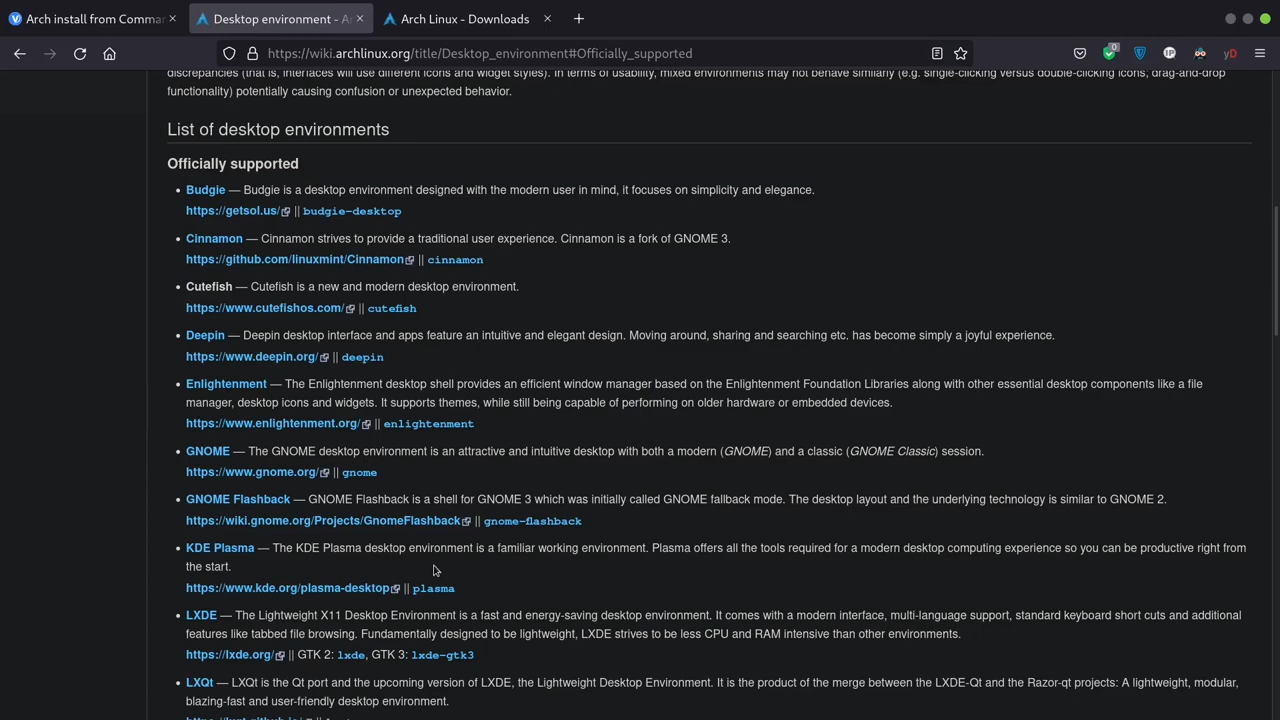 Arch install from Comma
Desktop environment - A
Arch Linux - Downloads
https://wiki.archlinux.org/title/Desktop_environment#Officially_supported
0
IP
yD
discrepancies (that is, interfaces will use different icons and widget styles). In terms of usability, mixed environments may not behave similarly (e.g. single-clicking versus double-clicking icons, drag-and-drop
functionality) potentially causing confusion or unexpected behavior.
List of desktop environments
Officially supported
• Budgie — Budgie is a desktop environment designed with the modern user in mind, it focuses on simplicity and elegance.
https://getsol.us/ || budgie-desktop
• Cinnamon — Cinnamon strives to provide a traditional user experience. Cinnamon is a fork of GNOME 3.
https://github.com/linuxmint/Cinnamon || cinnamon
• Cutefish — Cutefish is a new and modern desktop environment.
https://www.cutefishos.com/ || cutefish
• Deepin — Deepin desktop interface and apps feature an intuitive and elegant design. Moving around, sharing and searching etc. has become simply a joyful experience.
https://www.deepin.org/ || deepin
• Enlightenment — The Enlightenment desktop shell provides an efficient window manager based on the Enlightenment Foundation Libraries along with other essential desktop components like a file
manager, desktop icons and widgets. It supports themes, while still being capable of performing on older hardware or embedded devices.
https://www.enlightenment.org/ || enlightenment
• GNOME — The GNOME desktop environment is an attractive and intuitive desktop with both a modern (GNOME) and a classic (GNOME Classic) session.
https://www.gnome.org/ || gnome
• GNOME Flashback — GNOME Flashback is a shell for GNOME 3 which was initially called GNOME fallback mode. The desktop layout and the underlying technology is similar to GNOME 2.
https://wiki.gnome.org/Projects/GnomeFlashback || gnome-flashback
• KDE Plasma — The KDE Plasma desktop environment is a familiar working environment. Plasma offers all the tools required for a modern desktop computing experience so you can be productive right from
the start.
https://www.kde.org/plasma-desktop || plasma
• LXDE — The Lightweight X11 Desktop Environment is a fast and energy-saving desktop environment. It comes with a modern interface, multi-language support, standard keyboard short cuts and additional
features like tabbed file browsing. Fundamentally designed to be lightweight, LXDE strives to be less CPU and RAM intensive than other environments.
https://lxde.org/ || GTK 2: lxde, GTK 3: lxde-gtk3
• LXQt — LXQt is the Qt port and the upcoming version of LXDE, the Lightweight Desktop Environment. It is the product of the merge between the LXDE-Qt and the Razor-qt projects: A lightweight, modular,
blazing-fast and user-friendly desktop environment.